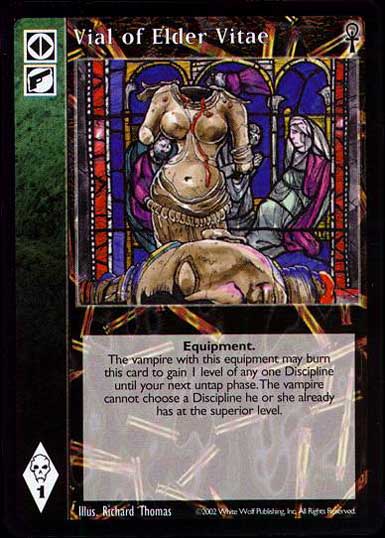 Vial of Elder Vitae
Equipment.
The vampire with this equipment may burn
this card to gain 1 level of any one Discipline
until your next untap phase. The vampire
cannot choose a Discipline he or she already
has at the superior level.
1
Illus. Richard Thomas
©2002 White Wolf Publishing, Inc. All Rights Reserved.